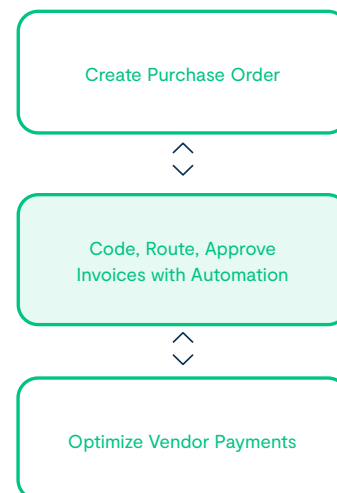 Create Purchase Order
Code, Route, Approve
Invoices with Automation
Optimize Vendor Payments